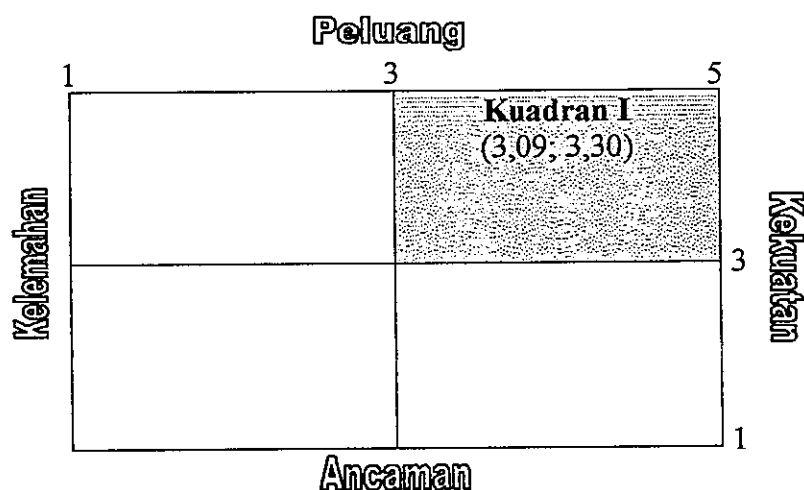 Peluang
1 3 5
Kuadran I
(3,09; 3,30)
Kelemahan
Kekuatan
3
1
Ancaman